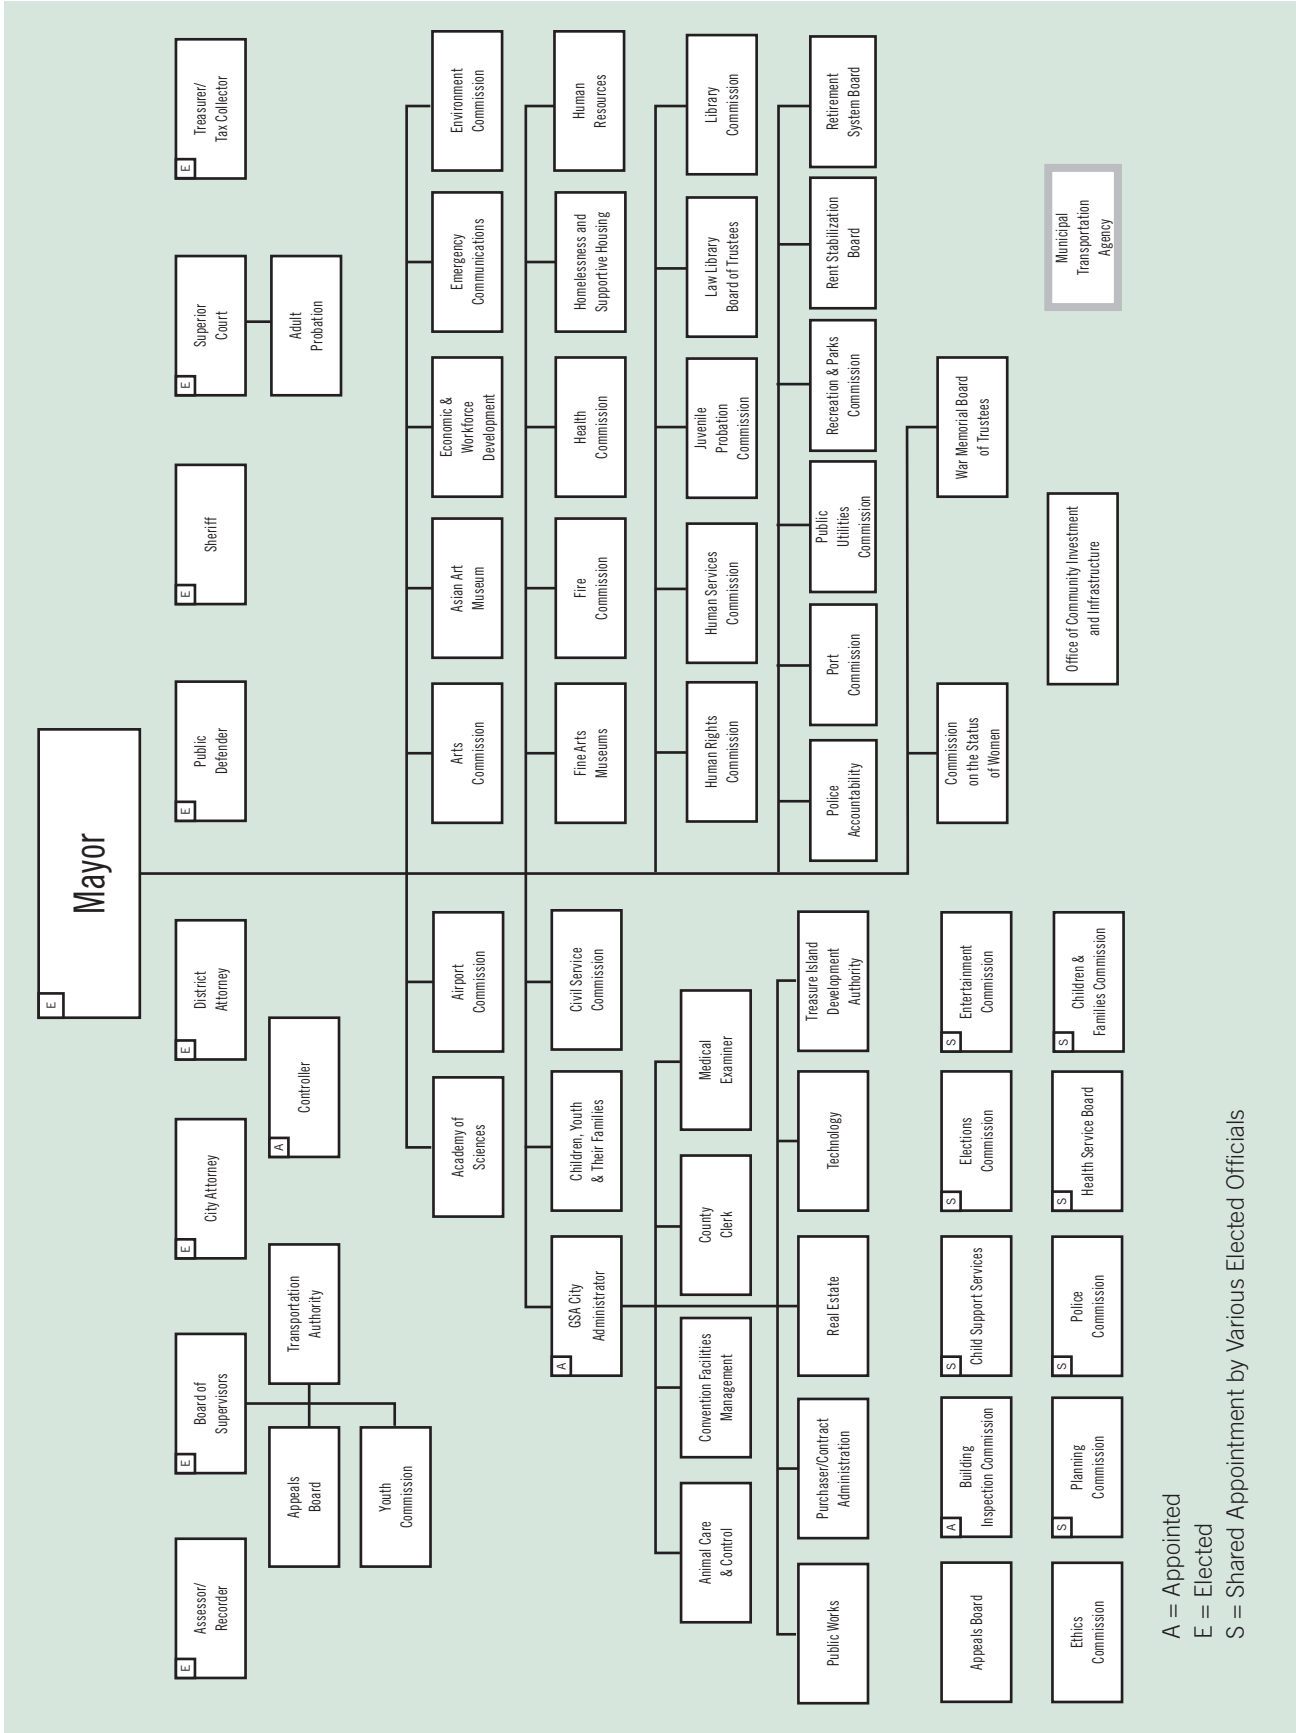 E
Mayor
E
Assessor/
Recorder
E
Board of
Supervisors
E
City Attorney
E
District
Attorney
E
Public
Defender
E
Sheriff
E
Superior
Court
E
Treasurer/
Tax Collector
Appeals
Board
Transportation
Authority
A
Controller
Adult
Probation
Youth
Commission
Academy of
Sciences
Airport
Commission
Arts
Commission
Asian Art
Museum
Economic &
Workforce
Development
Emergency
Communications
Environment
Commission
A
GSA City
Administrator
Children, Youth
& Their Families
Civil Service
Commission
Fine Arts
Museums
Fire
Commission
Health
Commission
Homelessness and
Supportive Housing
Human
Resources
Animal Care
& Control
Convention Facilities
Management
County
Clerk
Medical
Examiner
Human Rights
Commission
Human Services
Commission
Juvenile
Probation
Commission
Law Library
Board of Trustees
Library
Commission
Public Works
Purchaser/Contract
Administration
Real Estate
Technology
Treasure Island
Development
Authority
Police
Accountability
Port
Commission
Public
Utilities
Commission
Recreation & Parks
Commission
Rent Stabilization
Board
Retirement
System Board
Appeals Board
A
Building
Inspection Commission
S
Child Support Services
S
Elections
Commission
S
Entertainment
Commission
Commission
on the Status
of Women
War Memorial Board
of Trustees
Ethics
Commission
S
Planning
Commission
S
Police
Commission
S
Health Service Board
S
Children &
Families Commission
Office of Community Investment
and Infrastructure
Municipal
Transportation
Agency
A = Appointed
E = Elected
S = Shared Appointment by Various Elected Officials